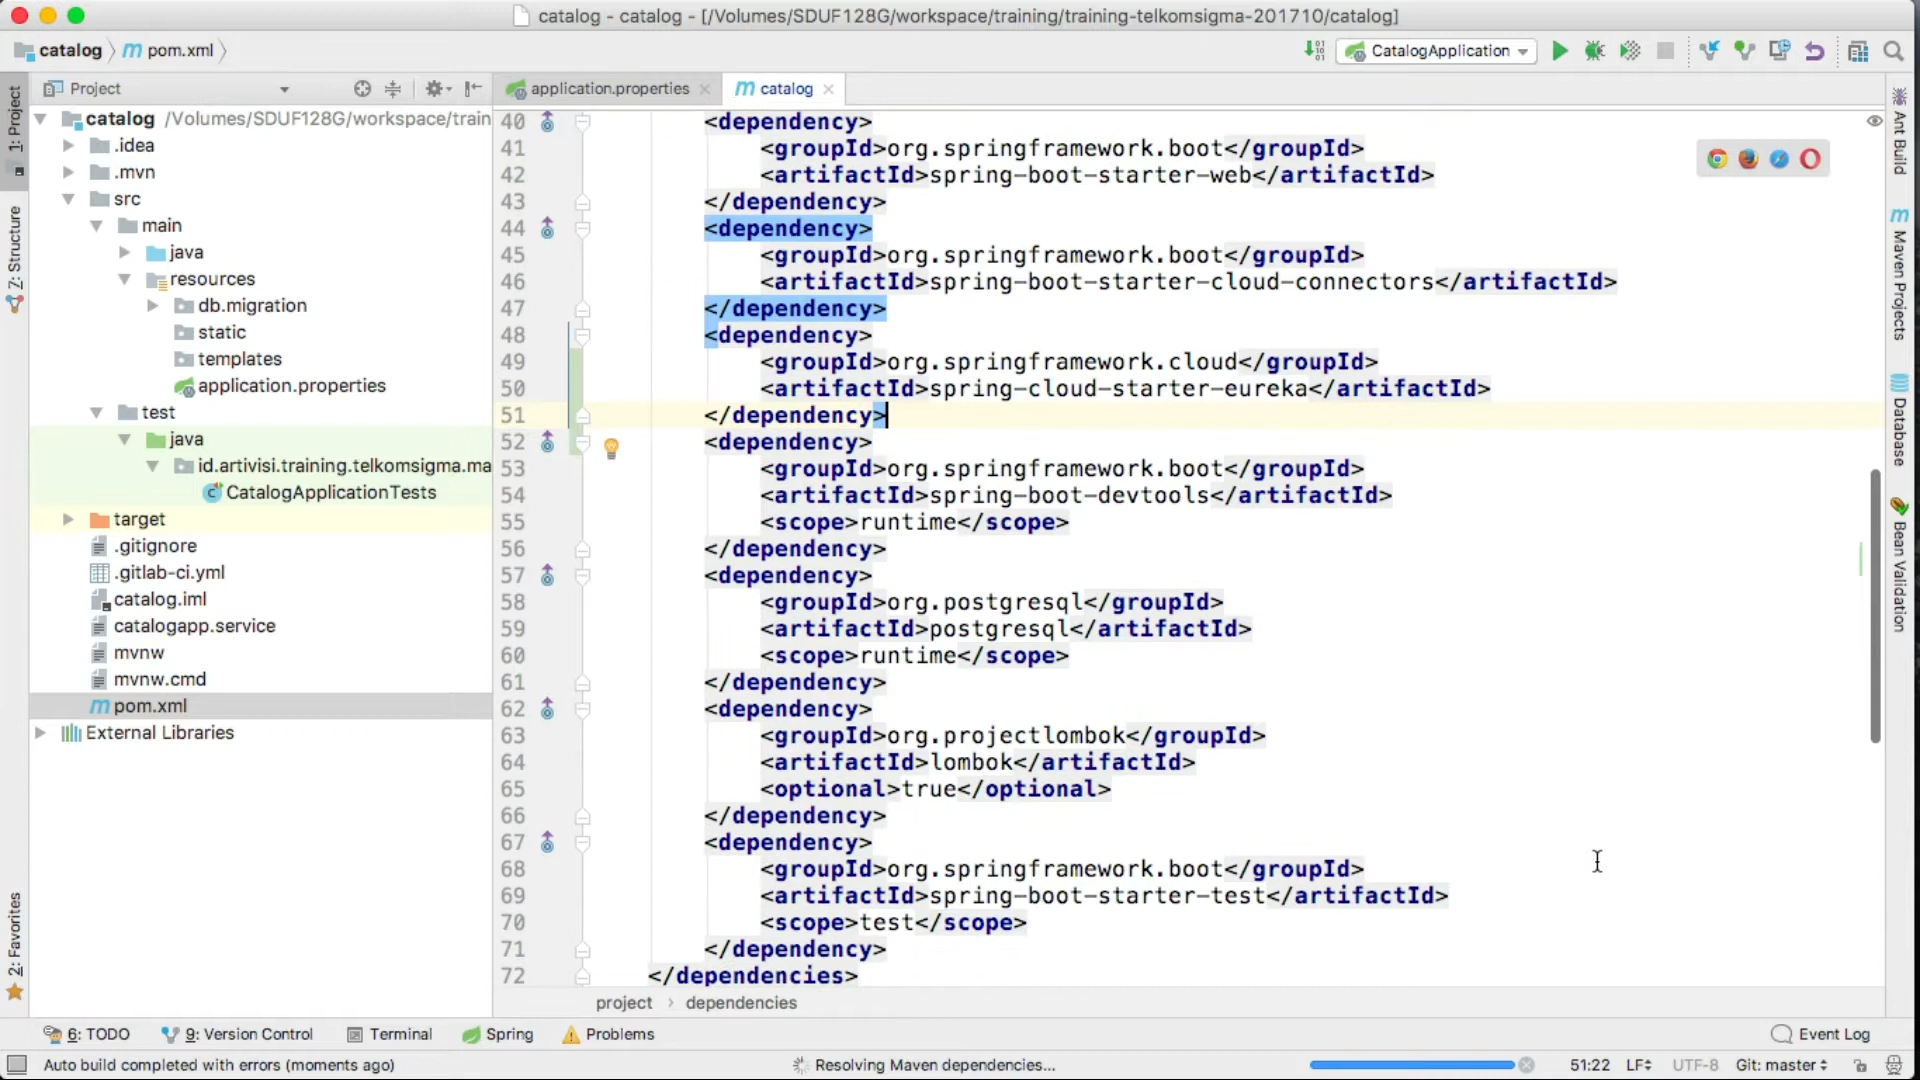 catalog - catalog - [/Volumes/SDUF128G/workspace/training/training-telkomsigma-201710/catalog]
catalog
m pom.xml
CatalogApplication
Project
application.properties
m catalog
1: Project
7: Structure
2: Favorites
catalog /Volumes/SDUF128G/workspace/train
.idea
.mvn
src
main
java
resources
db.migration
static
templates
application.properties
test
java
id.artivisi.training.telkomsigma.ma
CatalogApplicationTests
target
.gitignore
.gitlab-ci.yml
catalog.iml
catalogapp.service
mvnw
mvnw.cmd
m pom.xml
External Libraries
40 <dependency>
41 <groupId>org.springframework.boot</groupId>
42 <artifactId>spring-boot-starter-web</artifactId>
43 </dependency>
44 <dependency>
45 <groupId>org.springframework.boot</groupId>
46 <artifactId>spring-boot-starter-cloud-connectors</artifactId>
47 </dependency>
48 <dependency>
49 <groupId>org.springframework.cloud</groupId>
50 <artifactId>spring-cloud-starter-eureka</artifactId>
51 </dependency>
52 <dependency>
53 <groupId>org.springframework.boot</groupId>
54 <artifactId>spring-boot-devtools</artifactId>
55 <scope>runtime</scope>
56 </dependency>
57 <dependency>
58 <groupId>org.postgresql</groupId>
59 <artifactId>postgresql</artifactId>
60 <scope>runtime</scope>
61 </dependency>
62 <dependency>
63 <groupId>org.projectlombok</groupId>
64 <artifactId>lombok</artifactId>
65 <optional>true</optional>
66 </dependency>
67 <dependency>
68 <groupId>org.springframework.boot</groupId>
69 <artifactId>spring-boot-starter-test</artifactId>
70 <scope>test</scope>
71 </dependency>
72 </dependencies>
project › dependencies
Ant Build
m Maven Projects
Database
Bean Validation
6: TODO
9: Version Control
Terminal
Spring
Problems
Event Log
Auto build completed with errors (moments ago)
Resolving Maven dependencies...
51:22
LF
UTF-8
Git: master